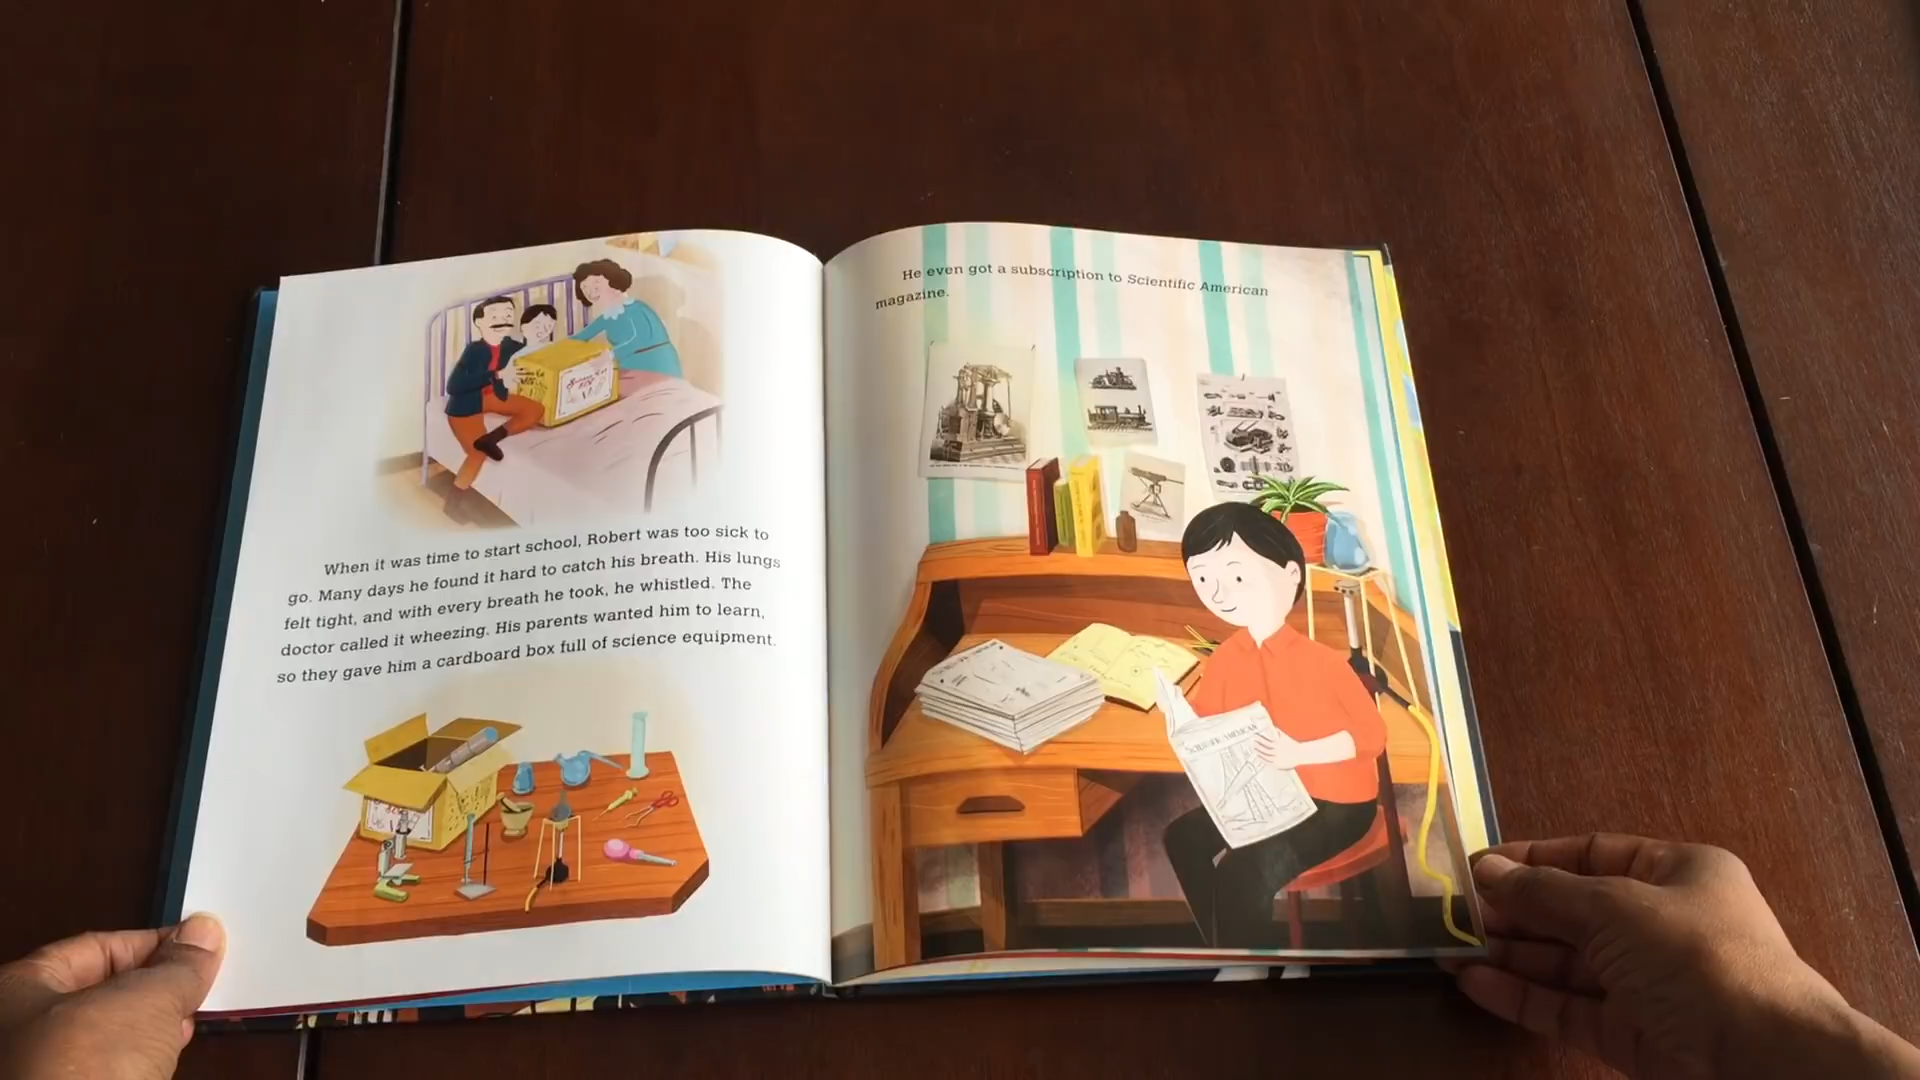 When it was time to start school, Robert was too sick to
go. Many days he found it hard to catch his breath. His lungs
felt tight, and with every breath he took, he whistled. The
doctor called it wheezing. His parents wanted him to learn,
so they gave him a cardboard box full of science equipment.
He even got a subscription to Scientific American
magazine.